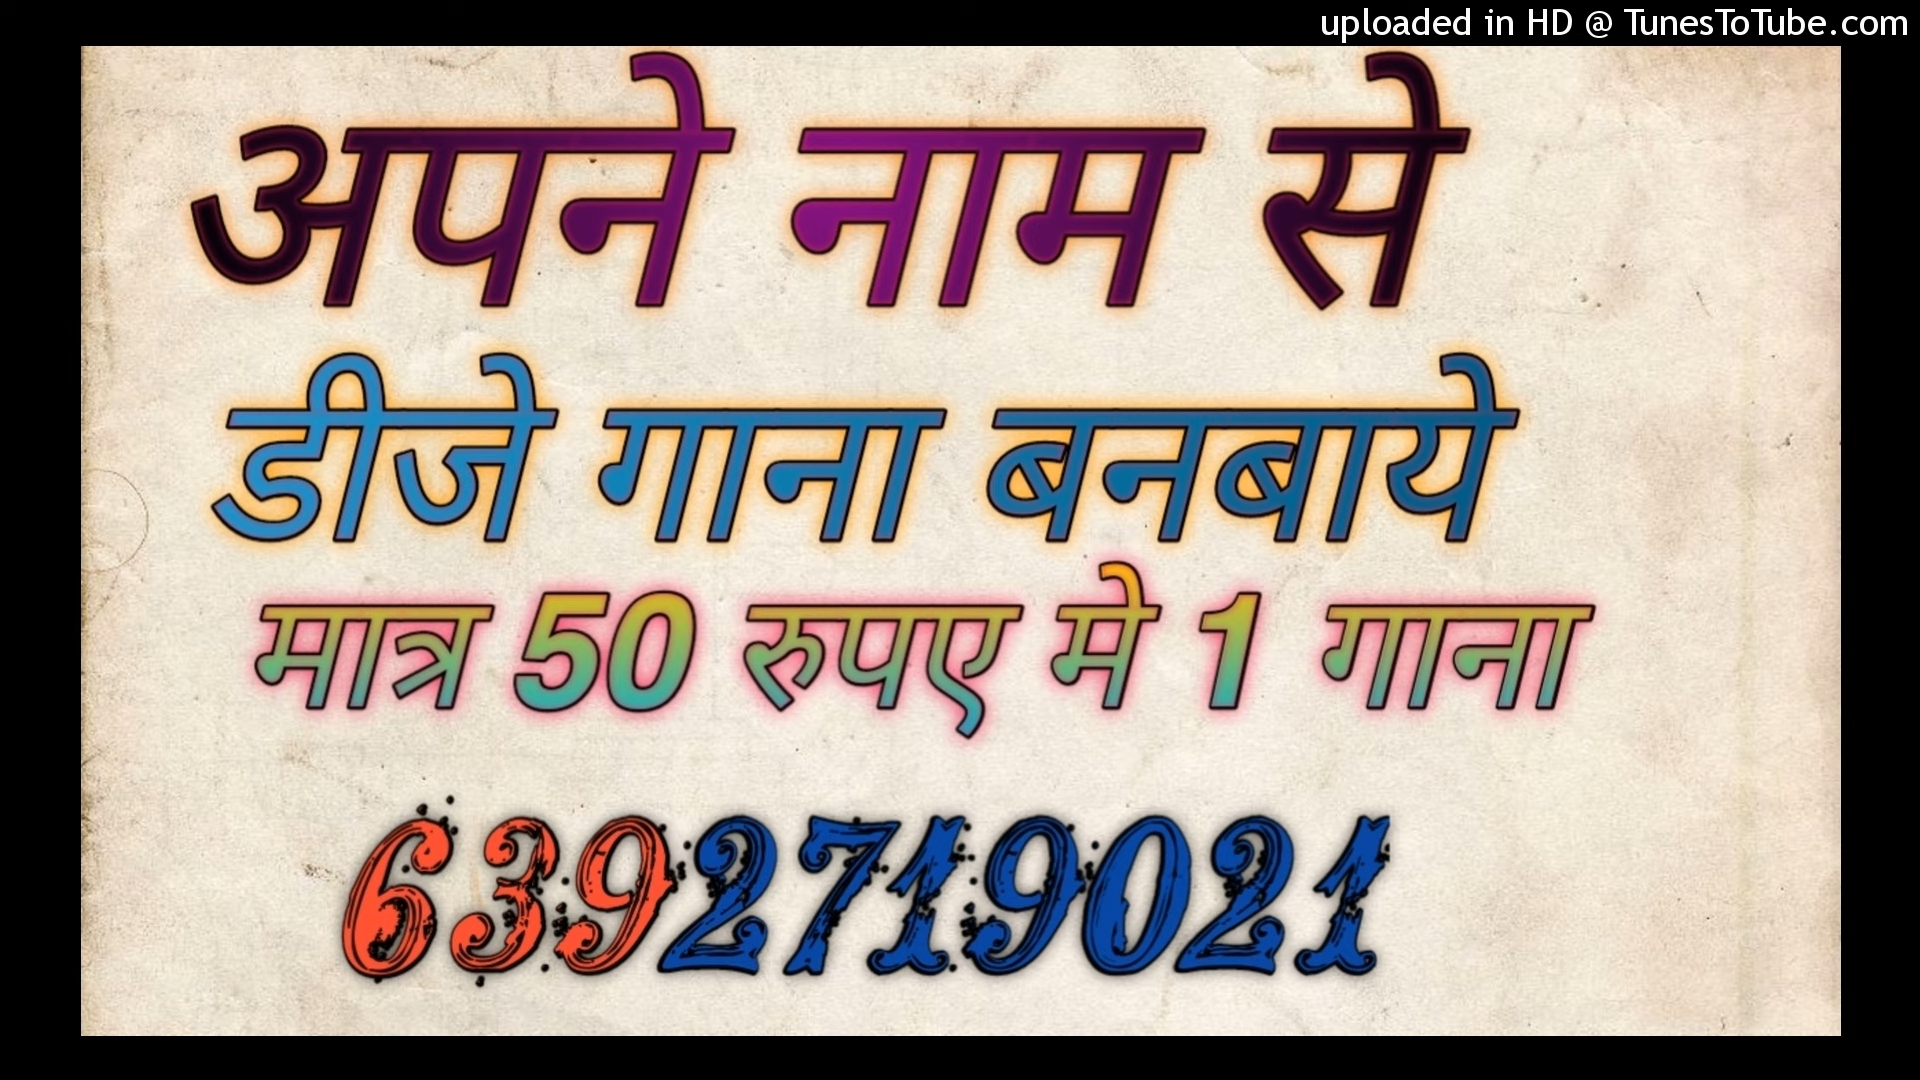 uploaded in HD @ TunesToTube.com
अपने नाम से
डीजे गाना बनबाये
मात्र 50 रुपए मे 1 गाना
6392719021